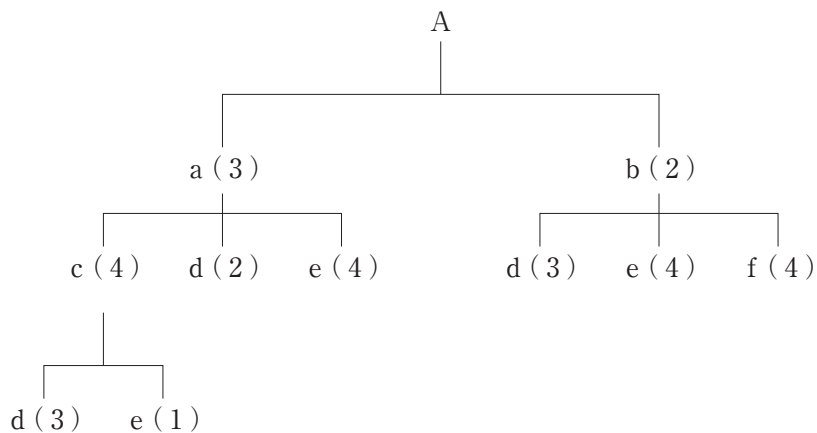 A
a（3） b（2）
c（4） d（2） e（4） d（3） e（4） f（4）
d（3） e（1）